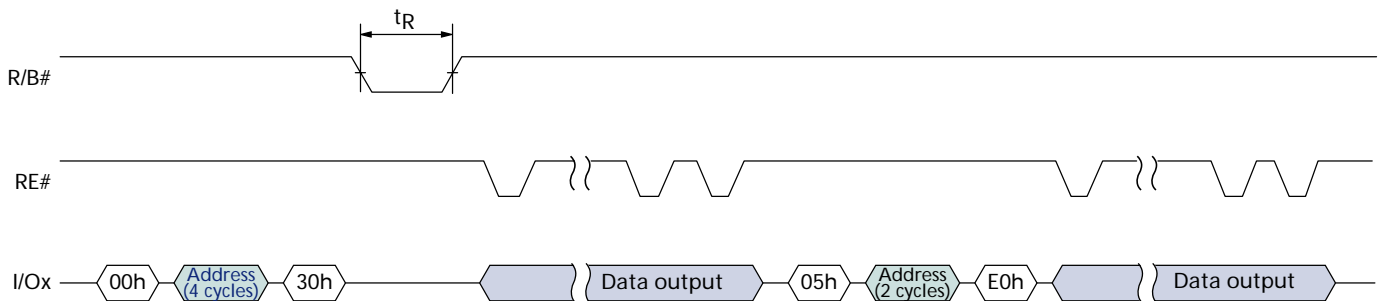 tR
R/B#
RE#
I/Ox
00h
Address
(4 cycles)
30h
Data output
05h
Address
(2 cycles)
E0h
Data output